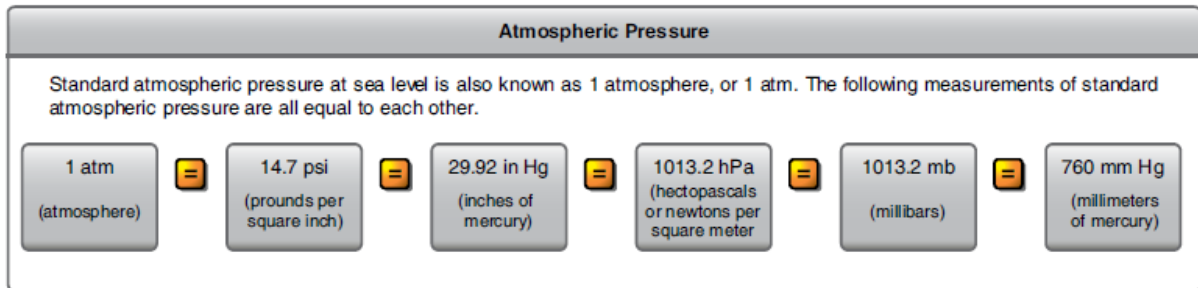 Atmospheric Pressure
Standard atmospheric pressure at sea level is also known as 1 atmosphere, or 1 atm. The following measurements of standard
atmospheric pressure are all equal to each other.
1 atm
(atmosphere)
=
14.7 psi
(prounds per
square inch)
=
29.92 in Hg
(inches of
mercury)
=
1013.2 hPa
(hectopascals
or newtons per
square meter
=
1013.2 mb
(millibars)
=
760 mm Hg
(millimeters
of mercury)